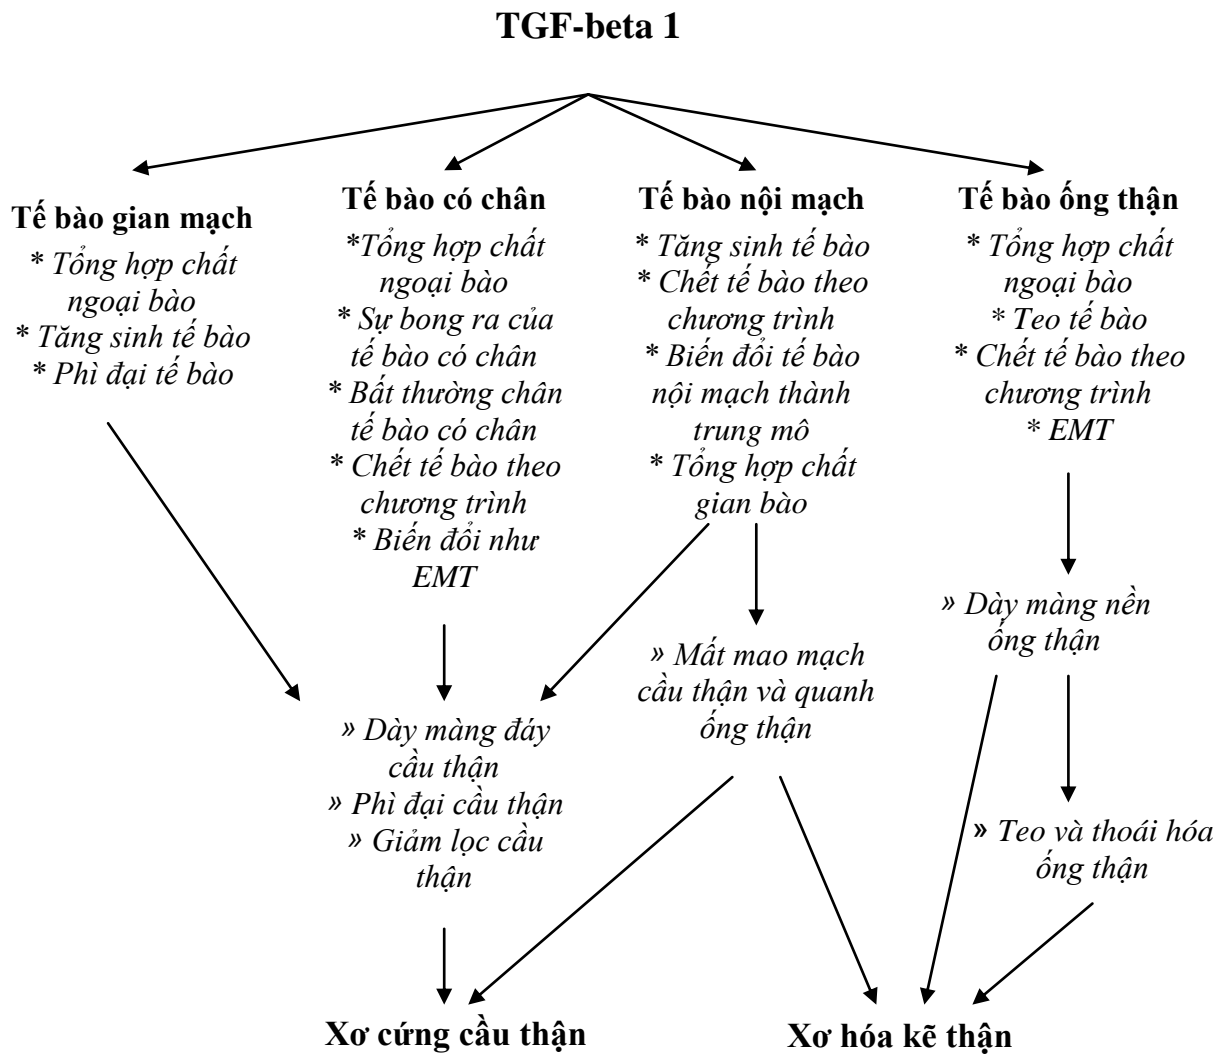 TGF-beta 1
Tế bào gian mạch
* Tổng hợp chất
ngoại bào
* Tăng sinh tế bào
* Phì đại tế bào
Tế bào có chân
*Tổng hợp chất
ngoại bào
* Sự bong ra của
tế bào có chân
* Bất thường chân
tế bào có chân
* Chết tế bào theo
chương trình
* Biến đổi như
EMT
Tế bào nội mạch
* Tăng sinh tế bào
* Chết tế bào theo
chương trình
* Biến đổi tế bào
nội mạch thành
trung mô
* Tổng hợp chất
gian bào
Tế bào ống thận
* Tổng hợp chất
ngoại bào
* Teo tế bào
* Chết tế bào theo
chương trình
* EMT
» Dày màng đáy
cầu thận
» Phì đại cầu thận
» Giảm lọc cầu
thận
» Mất mao mạch
cầu thận và quanh
ống thận
» Dày màng nền
ống thận
» Teo và thoái hóa
ống thận
Xơ cứng cầu thận
Xơ hóa kẽ thận